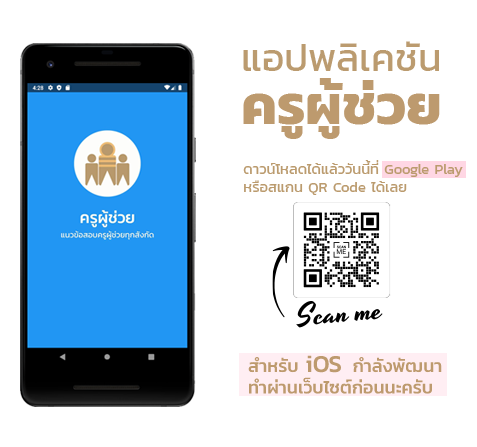 แอปพลิเคชัน
ครูผู้ช่วย
ดาวน์โหลดได้แล้ววันนี้ที่ Google Play
หรือสแกน QR Code ได้เลย
SCAN
ME
Scan me
สำหรับ iOS กำลังพัฒนา
ทำผ่านเว็บไซต์ก่อนนะครับ
4:28
ครูผู้ช่วย
แนวข้อสอบครูผู้ช่วยทุกสังกัด